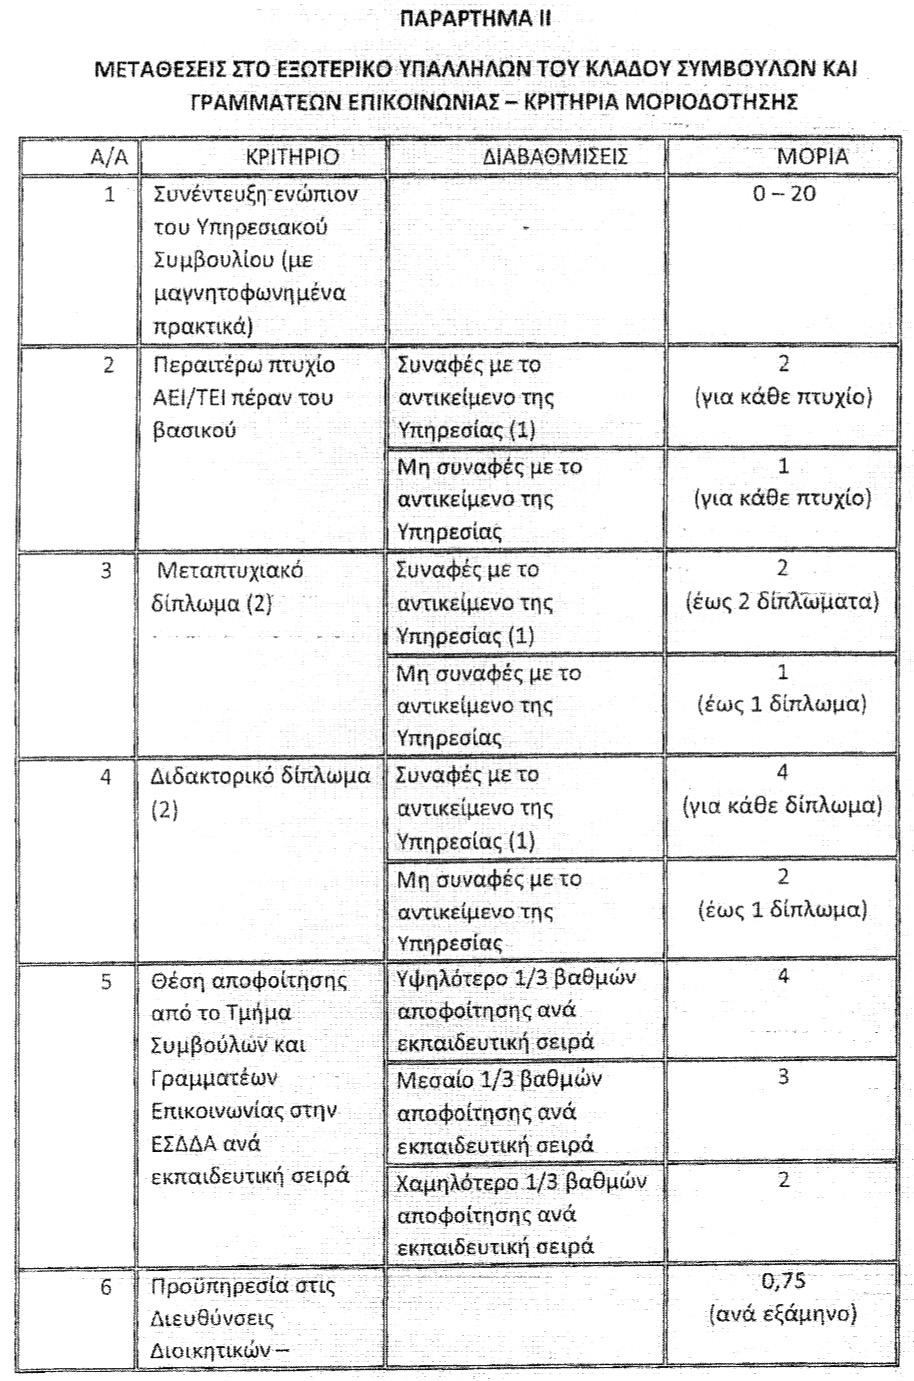 ΠΑΡΑΡΤΗΜΑ ΙΙ
ΜΕΤΑΘΕΣΕΙΣ ΣΤΟ ΕΞΩΤΕΡΙΚΟ ΥΠΑΛΛΗΛΩΝ ΤΟΥ ΚΛΑΔΟΥ ΣΥΜΒΟΥΛΩΝ ΚΑΙ
ΓΡΑΜΜΑΤΕΩΝ ΕΠΙΚΟΙΝΩΝΙΑΣ – ΚΡΙΤΗΡΙΑ ΜΟΡΙΟΔΟΤΗΣΗΣ
Α/Α ΚΡΙΤΗΡΙΟ ΔΙΑΒΑΘΜΙΣΕΙΣ ΜΟΡΙΑ
1 Συνέντευξη ενώπιον 0 – 20
του Υπηρεσιακού
Συμβουλίου (με
μαγνητοφωνημένα
πρακτικά)
2 Περαιτέρω πτυχίο Συναφές με το 2
ΑΕΙ/ΤΕΙ πέραν του αντικείμενο της (για κάθε πτυχίο)
βασικού Υπηρεσίας (1)
Μη συναφές με το 1
αντικείμενο της (για κάθε πτυχίο)
Υπηρεσίας
3 Μεταπτυχιακό Συναφές με το 2
δίπλωμα (2) αντικείμενο της (έως 2 διπλώματα)
Υπηρεσίας (1)
Μη συναφές με το 1
αντικείμενο της (έως 1 δίπλωμα)
Υπηρεσίας
4 Διδακτορικό δίπλωμα Συναφές με το 4
(2) αντικείμενο της (για κάθε δίπλωμα)
Υπηρεσίας (1)
Μη συναφές με το 2
αντικείμενο της (έως 1 δίπλωμα)
Υπηρεσίας
5 Θέση αποφοίτησης Υψηλότερο 1/3 βαθμών 4
από το Τμήμα αποφοίτησης ανά
Συμβούλων και εκπαιδευτική σειρά
Γραμματέων Μεσαίο 1/3 βαθμών 3
Επικοινωνίας στην αποφοίτησης ανά
ΕΣΔΔΑ ανά εκπαιδευτική σειρά
εκπαιδευτική σειρά Χαμηλότερο 1/3 βαθμών 2
αποφοίτησης ανά
εκπαιδευτική σειρά
6 Προϋπηρεσία στις 0,75
Διευθύνσεις (ανά εξάμηνο)
Διοικητικών –